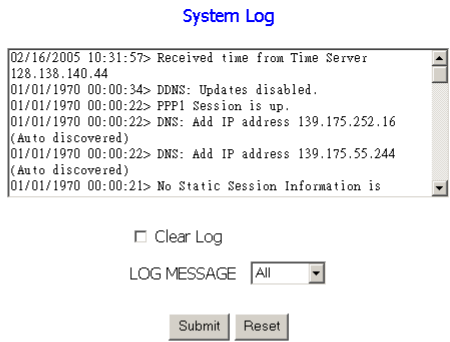 System Log
02/16/2005 10:31:57> Received time from Time Server
128.138.140.44
01/01/1970 00:00:34> DDNS: Updates disabled.
01/01/1970 00:00:22> PPP1 Session is up.
01/01/1970 00:00:22> DNS: Add IP address 139.175.252.16
(Auto discovered)
01/01/1970 00:00:22> DNS: Add IP address 139.175.55.244
(Auto discovered)
01/01/1970 00:00:21> No Static Session Information is
Clear Log
LOG MESSAGE All
Submit Reset